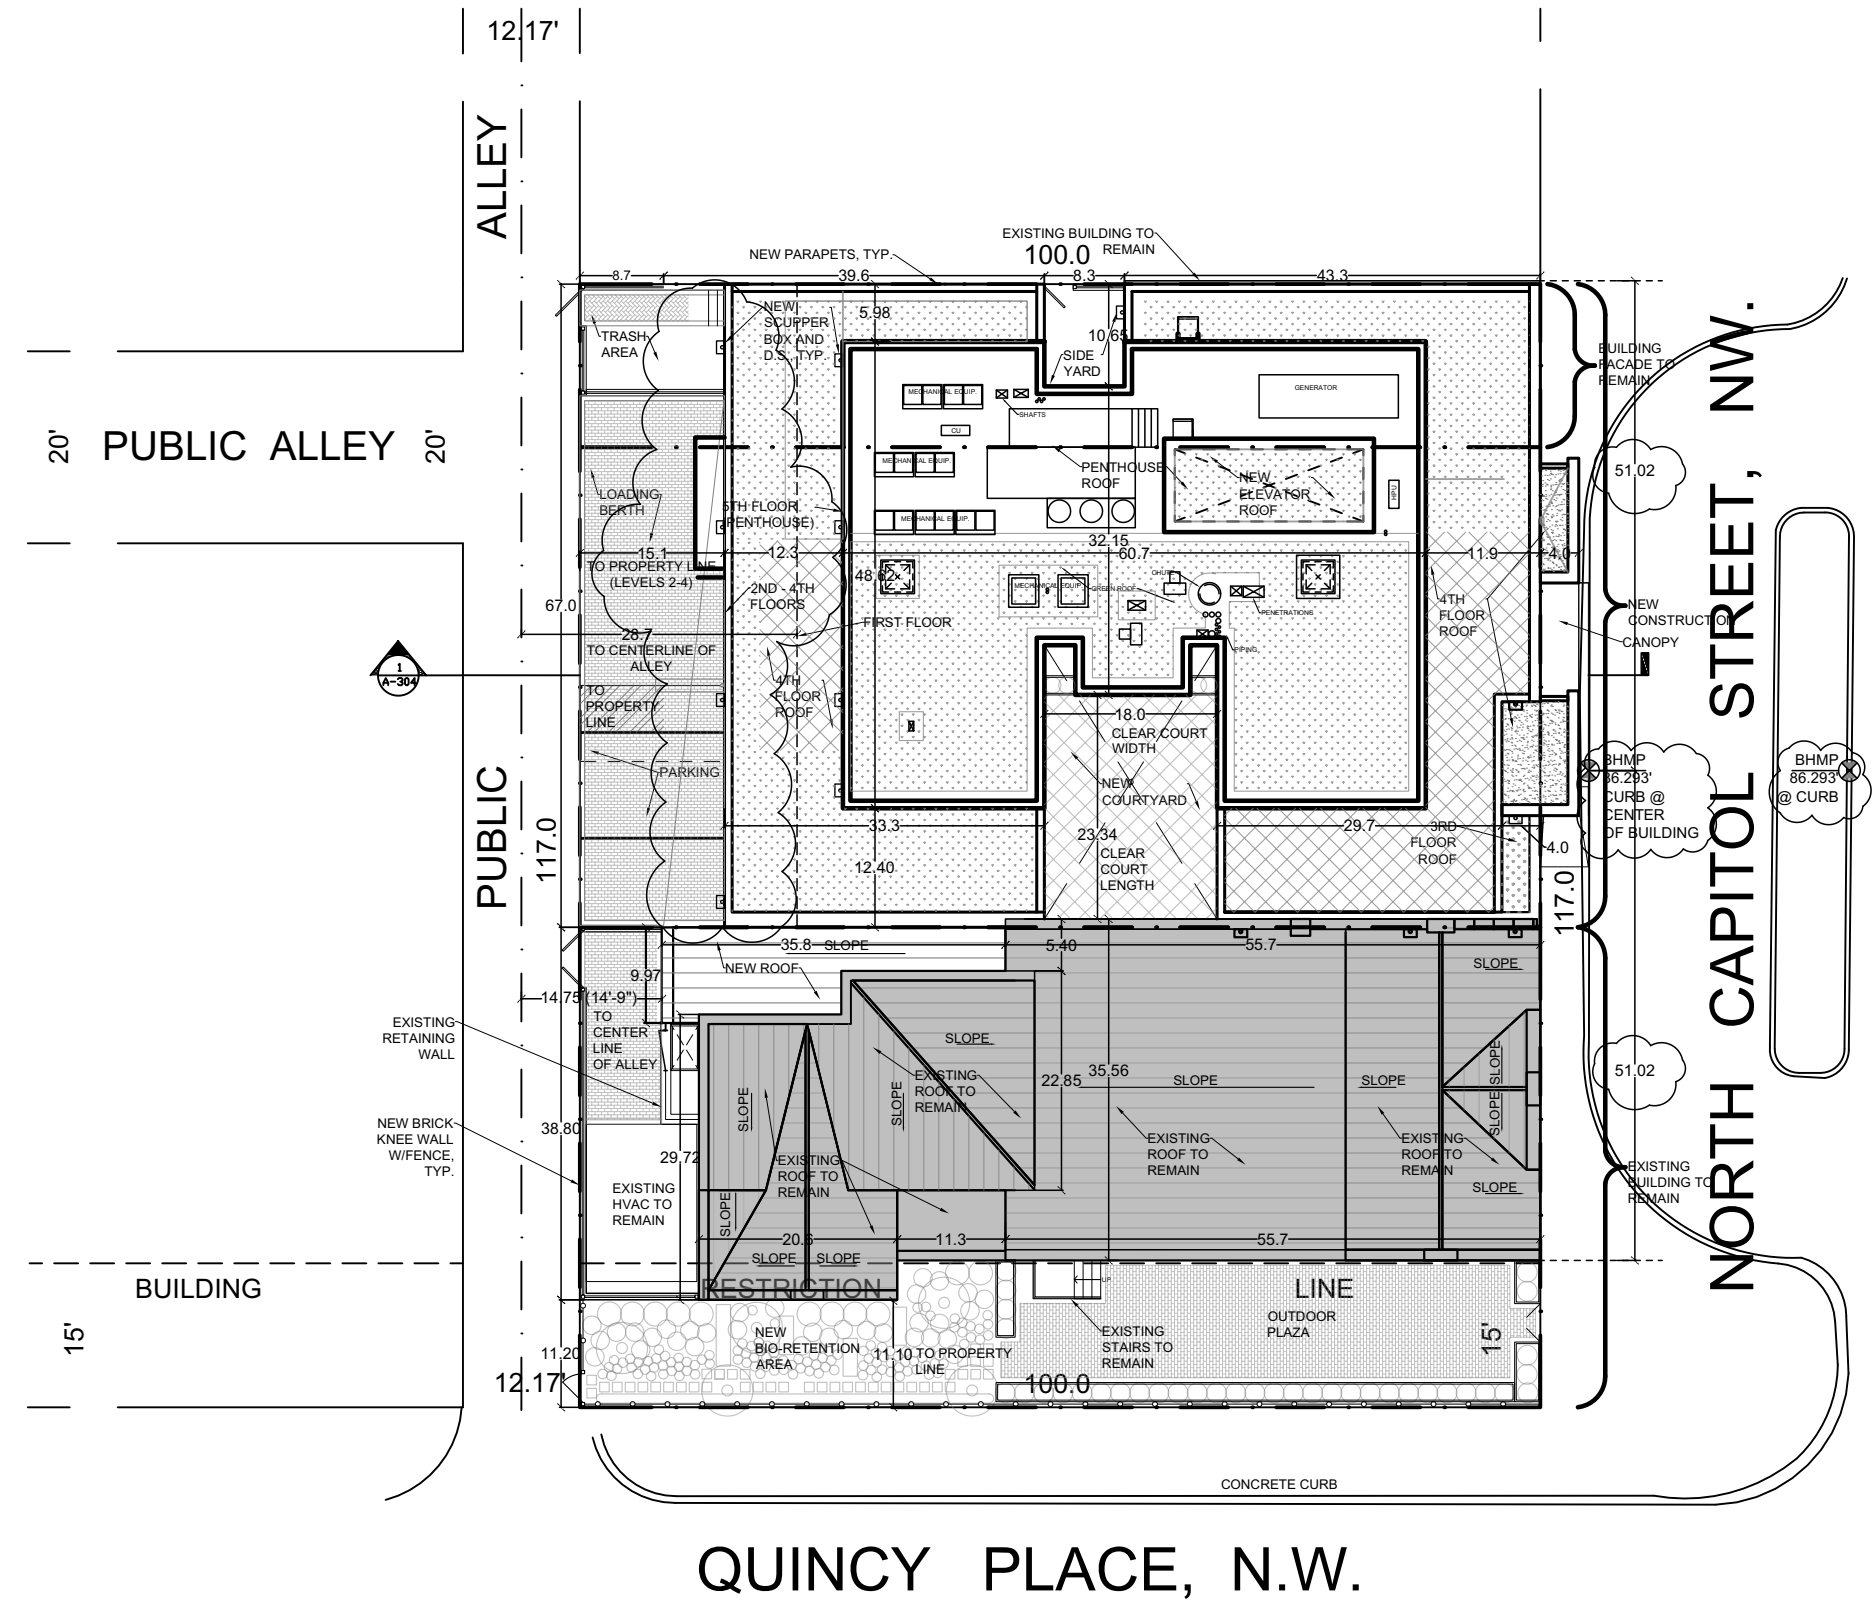 12.17'
ALLEY
EXISTING BUILDING TO
REMAIN
NEW PARAPETS, TYP.
100.0
8.7
39.6
8.3
43.3
NEW
SCUPPER
BOX AND
D.S., TYP.
5.98
10.65
TRASH
AREA
SIDE
YARD
BUILDING
FACADE TO
REMAIN
MECHANICAL EQUIP.
SHAFTS
GENERATOR
CU
20'
PUBLIC ALLEY
20'
MECHANICAL EQUIP.
PENTHOUSE
ROOF
NEW
ELEVATOR
ROOF
HPU
51.02
LOADING
BERTH
5TH FLOOR
(PENTHOUSE)
MECHANICAL EQUIP.
32.15
15.1
12.3
60.7
11.9
4.0
TO PROPERTY LINE
(LEVELS 2-4)
48.62
2ND - 4TH
FLOORS
MECHANICAL EQUIP.
GREEN ROOF
CHUTE
PENETRATIONS
4TH
FLOOR
ROOF
67.0
FIRST FLOOR
NEW
CONSTRUCTION
CANOPY
28.7
TO CENTERLINE OF
ALLEY
PIPING
1
A-304
TO
PROPERTY
LINE
4TH
FLOOR
ROOF
18.0
CLEAR COURT
WIDTH
PARKING
NEW
COURTYARD
BHMP
86.293'
CURB @
CENTER
OF BUILDING
BHMP
86.293'
@ CURB
PUBLIC
117.0
33.3
23.34
CLEAR
COURT
LENGTH
29.7
3RD
FLOOR
ROOF
4.0
12.40
117.0
NORTH CAPITOL STREET, NW.
35.8
SLOPE
5.40
55.7
NEW ROOF
SLOPE
9.97
14.75 (14'-9")
TO
CENTER
LINE
OF ALLEY
EXISTING
RETAINING
WALL
SLOPE
EXISTING
ROOF TO
REMAIN
SLOPE
SLOPE
22.85
35.56
SLOPE
SLOPE
SLOPE
SLOPE
51.02
NEW BRICK
KNEE WALL
W/FENCE,
TYP.
38.80
29.72
EXISTING
ROOF TO
REMAIN
EXISTING
ROOF TO
REMAIN
EXISTING
ROOF TO
REMAIN
EXISTING
BUILDING TO
REMAIN
EXISTING
HVAC TO
REMAIN
SLOPE
SLOPE
20.6
11.3
55.7
SLOPE
SLOPE
BUILDING
RESTRICTION
LINE
UP
OUTDOOR
PLAZA
15'
NEW
BIO-RETENTION
AREA
EXISTING
STAIRS TO
REMAIN
15'
11.20
11.10 TO PROPERTY
LINE
12.17'
100.0
CONCRETE CURB
QUINCY PLACE, N.W.